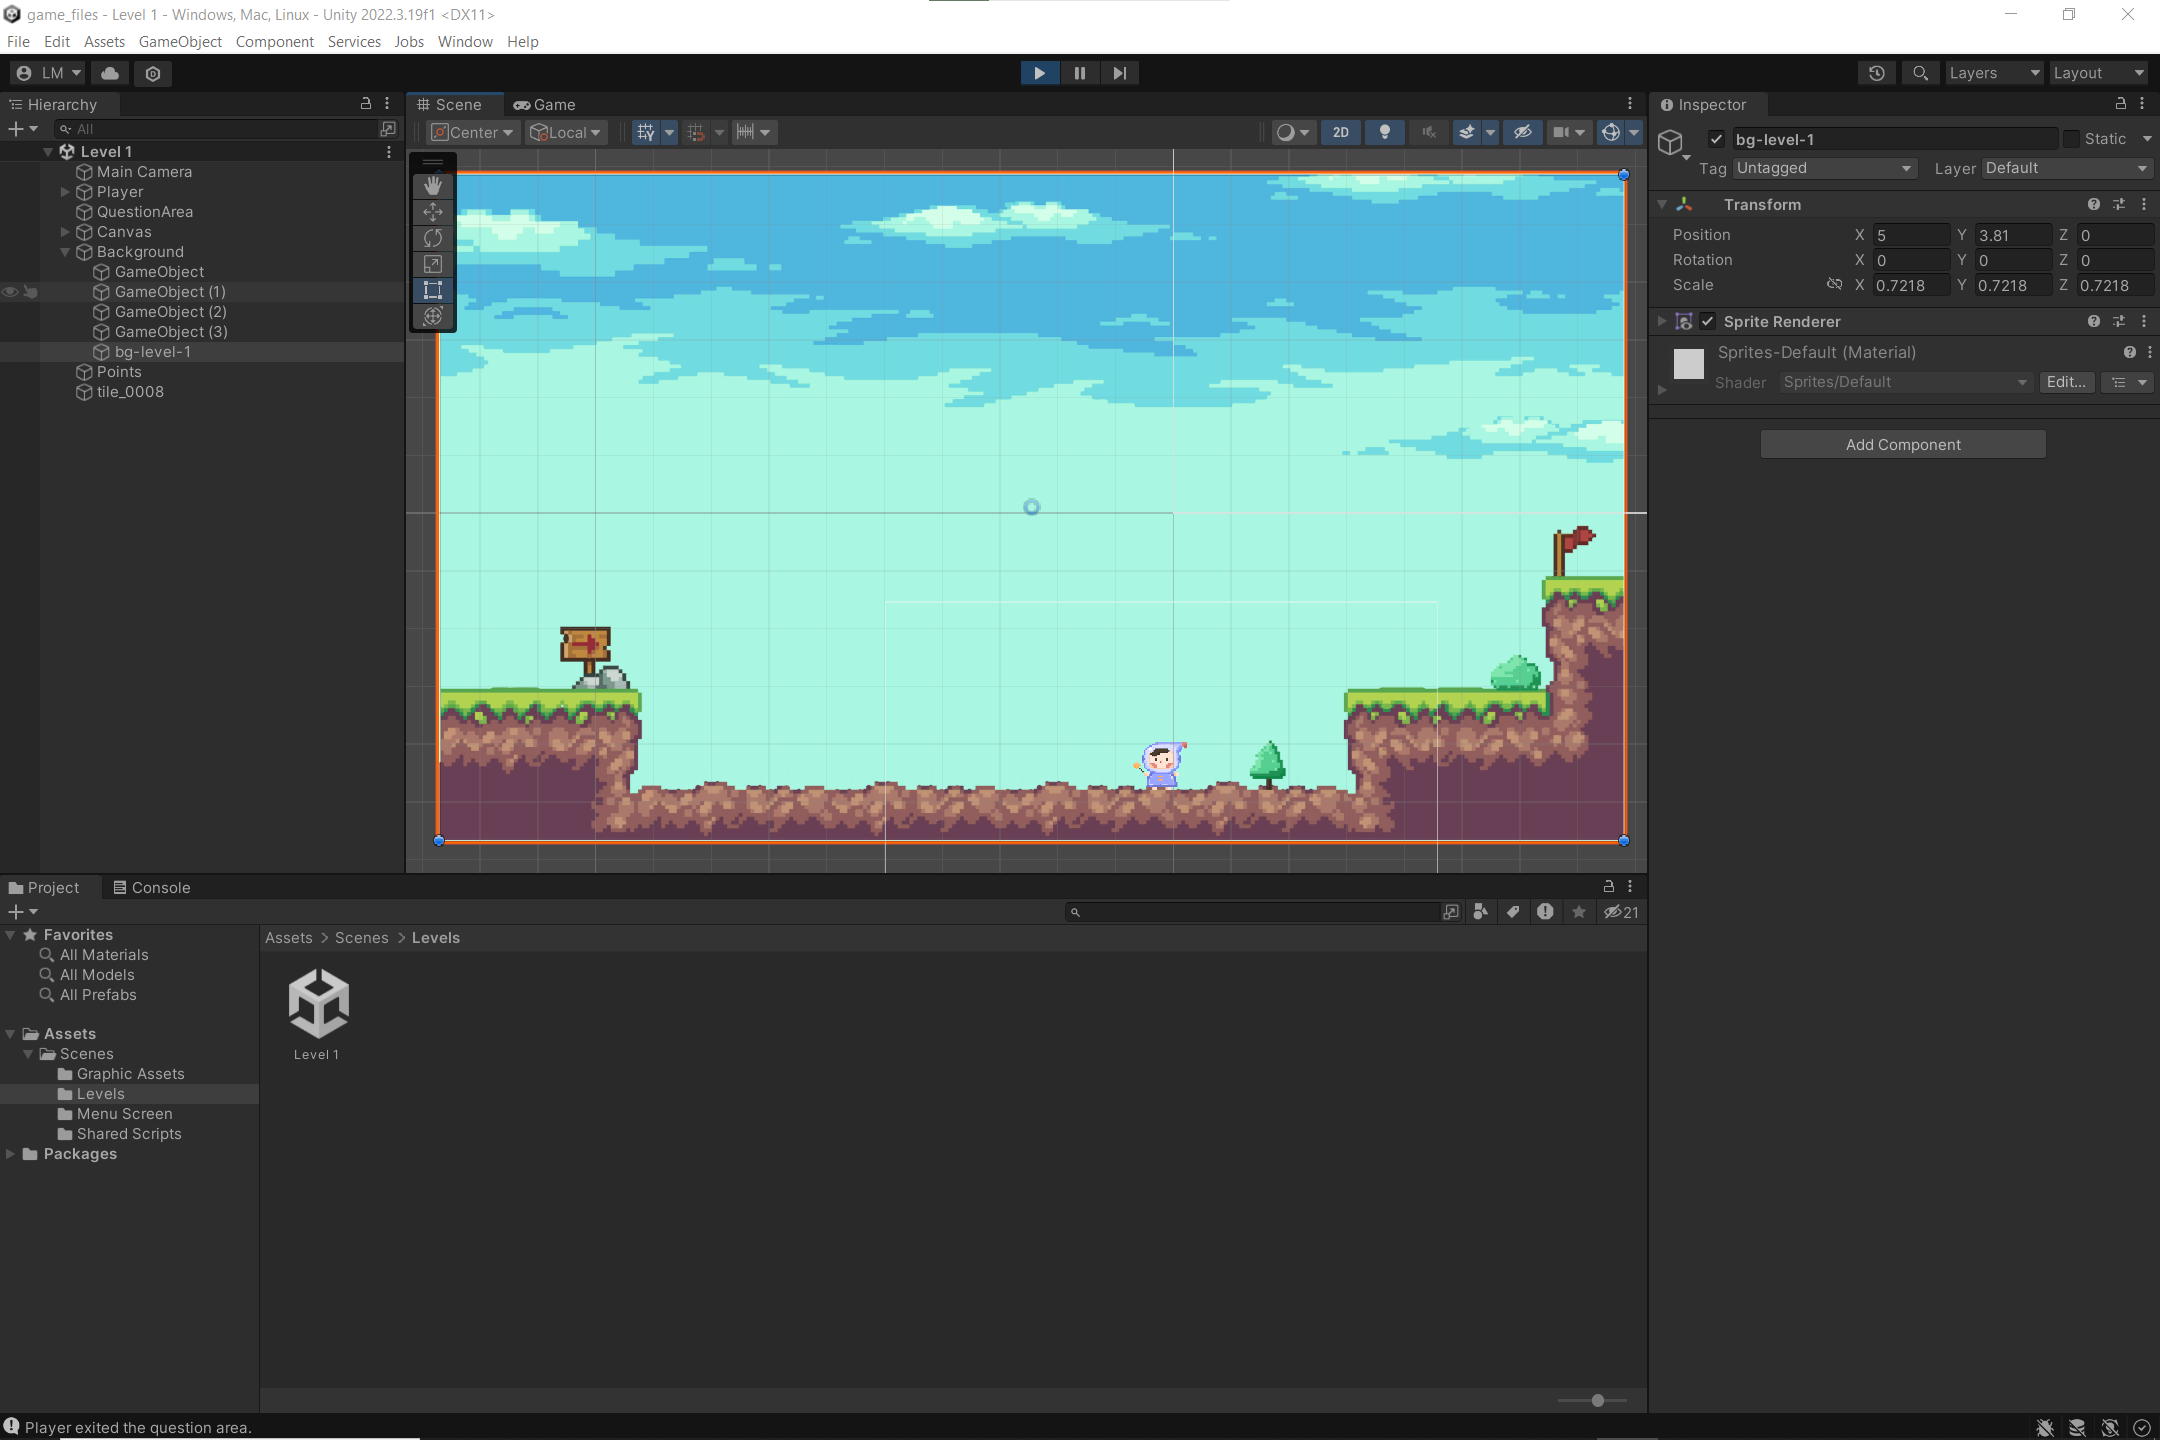 game_files - Level 1 - Windows, Mac, Linux - Unity 2022.3.19f1 <DX11>
File Edit Assets GameObject Component Services Jobs Window Help
LM
Layers
Layout
Hierarchy
All
Level 1
Main Camera
Player
QuestionArea
Canvas
Background
GameObject
GameObject (1)
GameObject (2)
GameObject (3)
bg-level-1
Points
tile_0008
Scene
Game
Center
Local
2D
Inspector
bg-level-1
Static
Tag Untagged
Layer Default
Transform
Position X 5 Y 3.81 Z 0
Rotation X 0 Y 0 Z 0
Scale X 0.7218 Y 0.7218 Z 0.7218
Sprite Renderer
Sprites-Default (Material)
Shader Sprites/Default
Edit...
Add Component
Project
Console
21
Favorites
All Materials
All Models
All Prefabs
Assets
Scenes
Graphic Assets
Levels
Menu Screen
Shared Scripts
Packages
Assets > Scenes > Levels
Level 1
Player exited the question area.